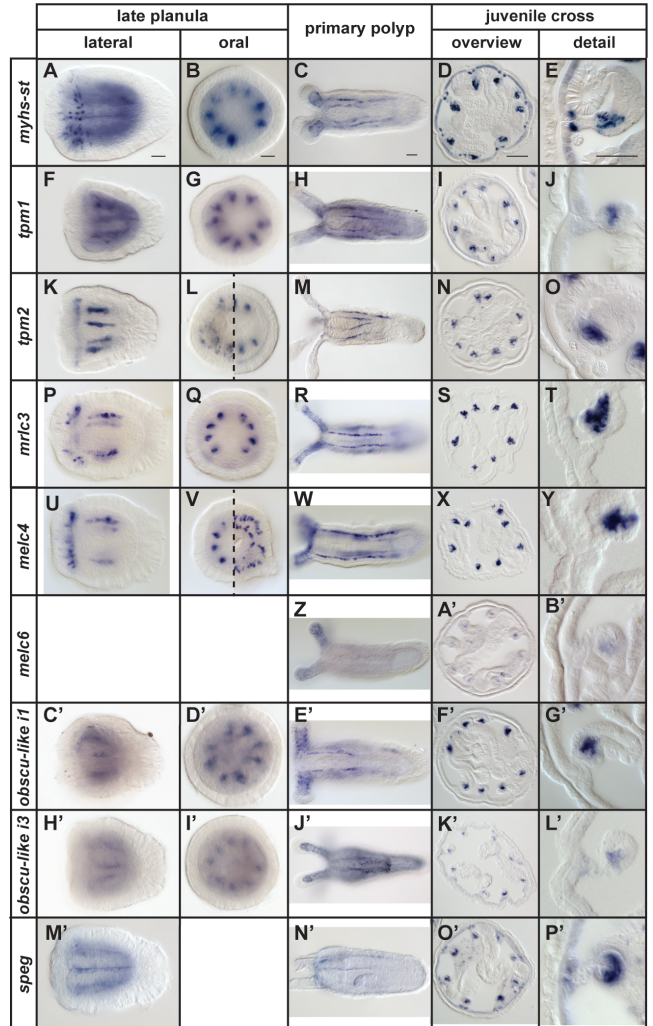 late planula
primary polyp
juvenile cross
lateral
oral
overview
detail
myhs-st
A
B
C
D
E
tpm1
F
G
H
I
J
tpm2
K
L
M
N
O
mrlc3
P
Q
R
S
T
melc4
U
V
W
X
Y
melc6
Z
A’
B’
obscu-like i1
C’
D’
E’
F’
G’
obscu-like i3
H’
I’
J’
K’
L’
speg
M’
N’
O’
P’